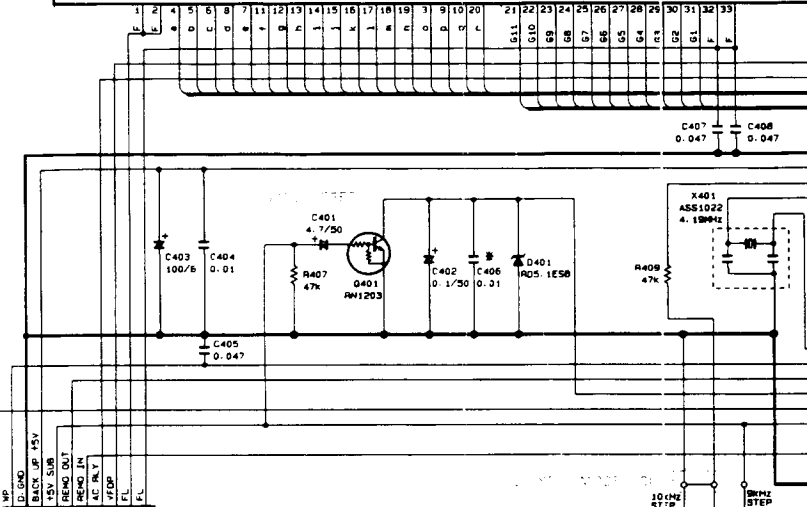 1 2 4 5 6 8 7 11 12 13 14 15 16 17 18 19 3 9 10 20 21 22 23 24 25 26 27 28 29 30 31 32 33
F F a b c d e f g h i j k l m n o p q r G11 G10 G9 G8 G7 G6 G5 G4 G3 G2 G1 F F
C407
0.047
C408
0.047
X401
ASS1022
4.19MHz
C401
4.7/50
C403
100/6
C404
0.01
R407
47k
Q401
RN1203
C402
0.1/50
C406
0.01
*
D401
RD5.1ESB
R409
47k
C405
0.047
WP
D.GND
BACK UP +5V
+5V SUB
REMO OUT
REMO IN
AC RLY
VFDP
FL
FL
10kHz
STEP
9kHz
STEP